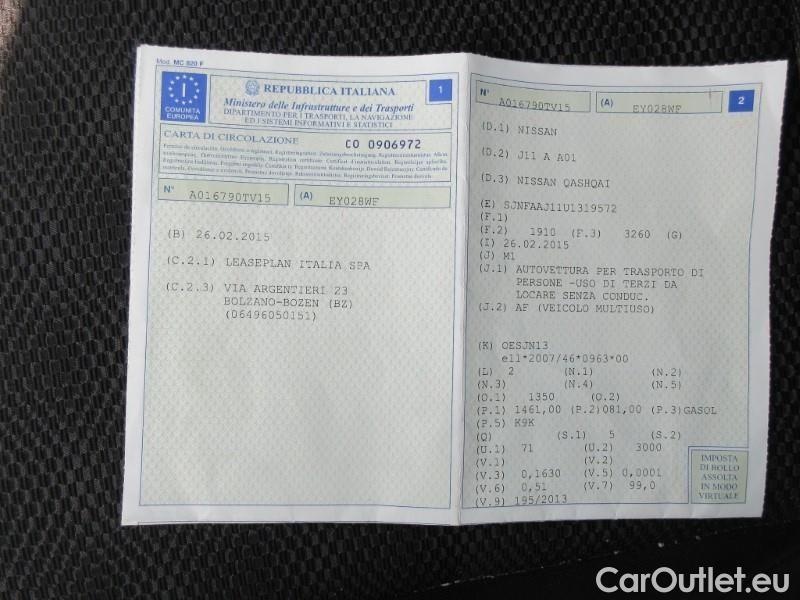 Mod. MC 820 F
I
COMUNITÀ
EUROPEA
REPUBBLICA ITALIANA
1
Ministero delle Infrastrutture e dei Trasporti
DIPARTIMENTO PER I TRASPORTI, LA NAVIGAZIONE
ED I SISTEMI INFORMATIVI E STATISTICI
CARTA DI CIRCOLAZIONE
CO 0906972
N° A016790TV15 (A) EY028WF
(B) 26.02.2015
(C.2.1) LEASEPLAN ITALIA SPA
(C.2.3) VIA ARGENTIERI 23
BOLZANO-BOZEN (BZ)
(06496050151)
N° A016790TV15 (A) EY028WF 2
(D.1) NISSAN
(D.2) J11 A A01
(D.3) NISSAN QASHQAI
(E) SJNFAAJ11U1319572
(F.1)
(F.2) 1910 (F.3) 3260 (G)
(I) 26.02.2015
(J) M1
(J.1) AUTOVETTURA PER TRASPORTO DI
PERSONE -USO DI TERZI DA
LOCARE SENZA CONDUC.
(J.2) AF (VEICOLO MULTIUSO)
(K) OESJN13
e11*2007/46*0963*00
(L) 2 (N.1) (N.2)
(N.3) (N.4) (N.5)
(O.1) 1350 (O.2)
(P.1) 1461,00 (P.2)081,00 (P.3)GASOL
(P.5) K9K
(Q) (S.1) 5 (S.2)
(U.1) 71 (U.2) 3000
(V.1) (V.2)
(V.3) 0,1630 (V.5) 0,0001
(V.6) 0,51 (V.7) 99,0
(V.9) 195/2013
IMPOSTA
DI BOLLO
ASSOLTA
IN MODO
VIRTUALE
CarOutlet.eu